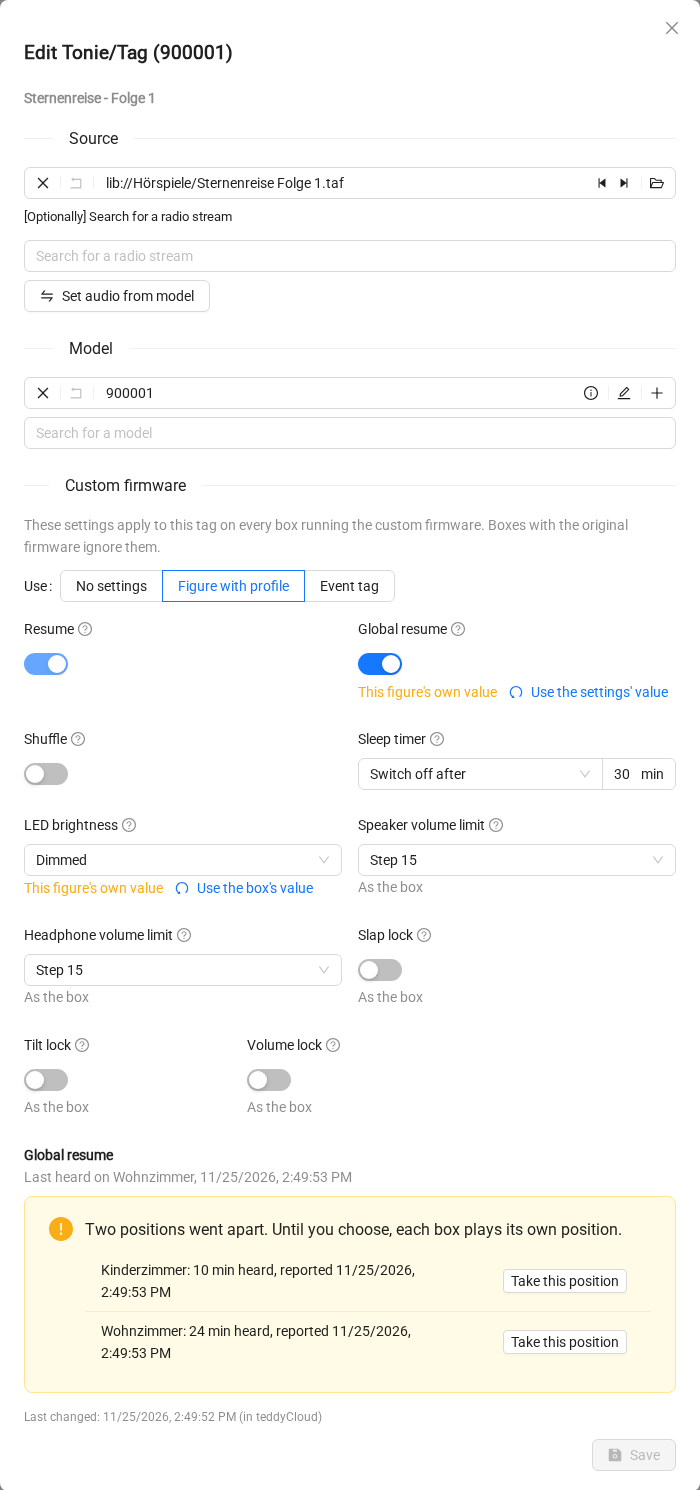 Edit Tonie/Tag (900001)
Sternenreise - Folge 1
Source
lib://Hörspiele/Sternenreise Folge 1.taf
[Optionally] Search for a radio stream
Search for a radio stream
Set audio from model
Model
900001
Search for a model
Custom firmware
These settings apply to this tag on every box running the custom firmware. Boxes with the original
firmware ignore them.
Use: No settings Figure with profile Event tag
Resume Global resume
This figure's own value Use the settings' value
Shuffle Sleep timer
Switch off after 30 min
LED brightness Speaker volume limit
Dimmed Step 15
This figure's own value Use the box's value As the box
Headphone volume limit Slap lock
Step 15
As the box As the box
Tilt lock Volume lock
As the box As the box
Global resume
Last heard on Wohnzimmer, 11/25/2026, 2:49:53 PM
Two positions went apart. Until you choose, each box plays its own position.
Kinderzimmer: 10 min heard, reported 11/25/2026,
2:49:53 PM
Take this position
Wohnzimmer: 24 min heard, reported 11/25/2026,
2:49:53 PM
Take this position
Last changed: 11/25/2026, 2:49:52 PM (in teddyCloud)
Save